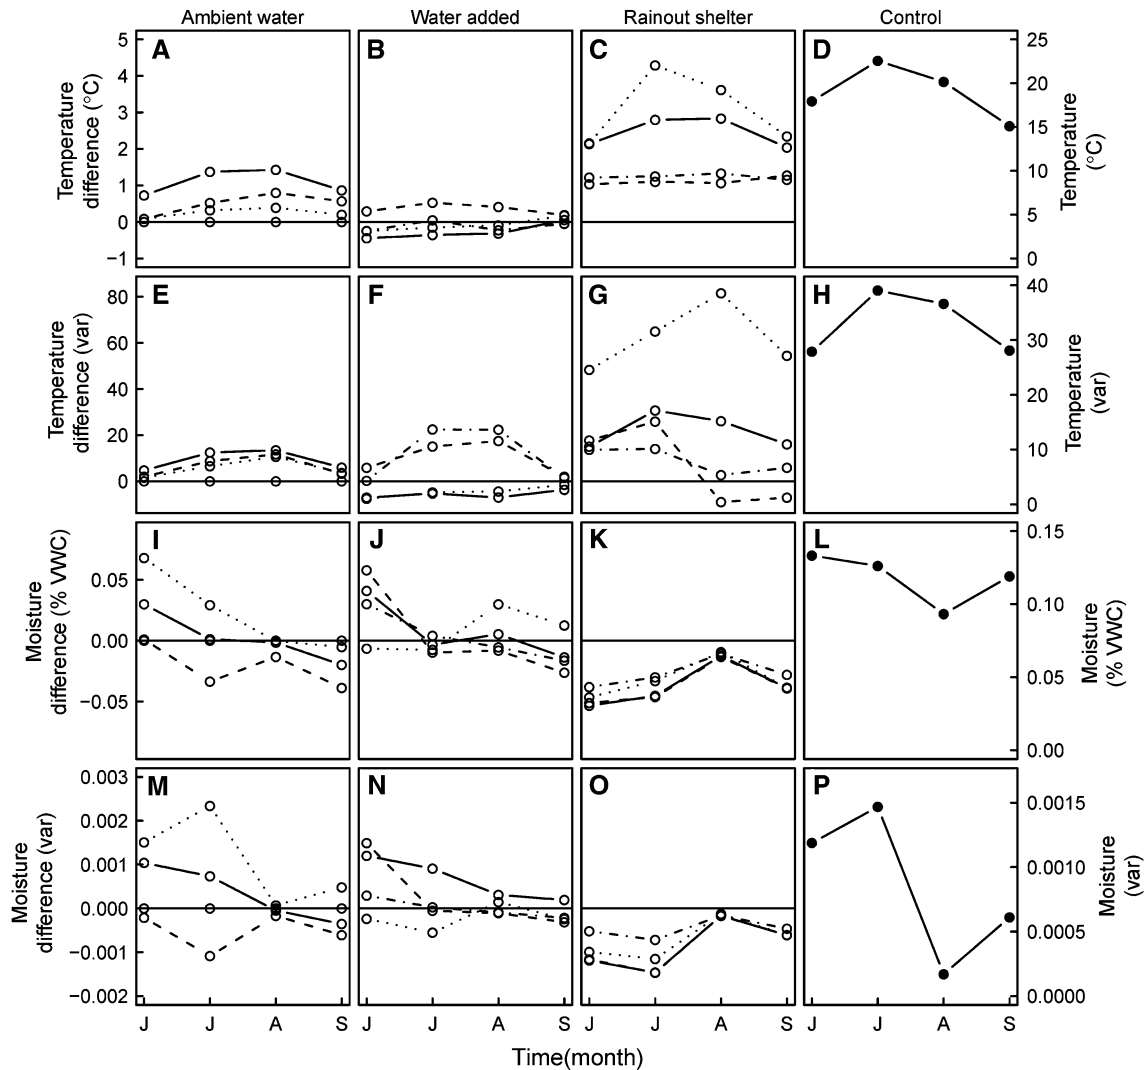 Ambient water Water added Rainout shelter Control
A B C D
Temperature
difference (°C)
5
4
3
2
1
0
−1
25
20
15
10
5
0
Temperature
(°C)
E F G H
Temperature
difference (var)
80
60
40
20
0
40
30
20
10
0
Temperature
(var)
I J K L
Moisture
difference (% VWC)
0.05
0.00
−0.05
0.15
0.10
0.05
0.00
Moisture
(% VWC)
M N O P
Moisture
difference (var)
0.003
0.002
0.001
0.000
−0.001
−0.002
0.0015
0.0010
0.0005
0.0000
Moisture
(var)
J J A S J J A S J J A S J J A S
Time(month)